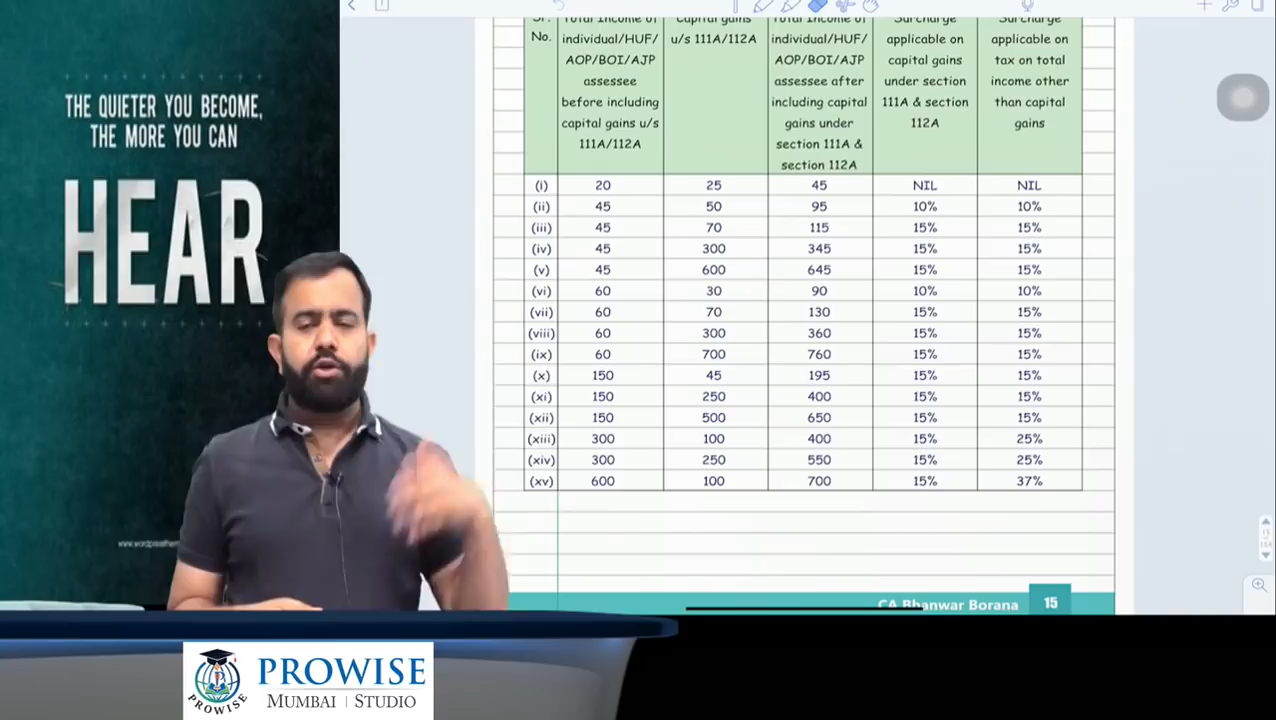 THE QUIETER YOU BECOME,
THE MORE YOU CAN
HEAR
Sr. No.
Total Income of individual/HUF/ AOP/BOI/AJP assessee before including capital gains u/s 111A/112A
Capital gains u/s 111A/112A
Total Income of individual/HUF/ AOP/BOI/AJP assessee after including capital gains under section 111A & section 112A
Surcharge applicable on capital gains under section 111A & section 112A
Surcharge applicable on tax on total income other than capital gains
(i) 20 25 45 NIL NIL
(ii) 45 50 95 10% 10%
(iii) 45 70 115 15% 15%
(iv) 45 300 345 15% 15%
(v) 45 600 645 15% 15%
(vi) 60 30 90 10% 10%
(vii) 60 70 130 15% 15%
(viii) 60 300 360 15% 15%
(ix) 60 700 760 15% 15%
(x) 150 45 195 15% 15%
(xi) 150 250 400 15% 15%
(xii) 150 500 650 15% 15%
(xiii) 300 100 400 15% 25%
(xiv) 300 250 550 15% 25%
(xv) 600 100 700 15% 37%
CA Bhanwar Borana 15
PROWISE
PROWISE
MUMBAI | STUDIO